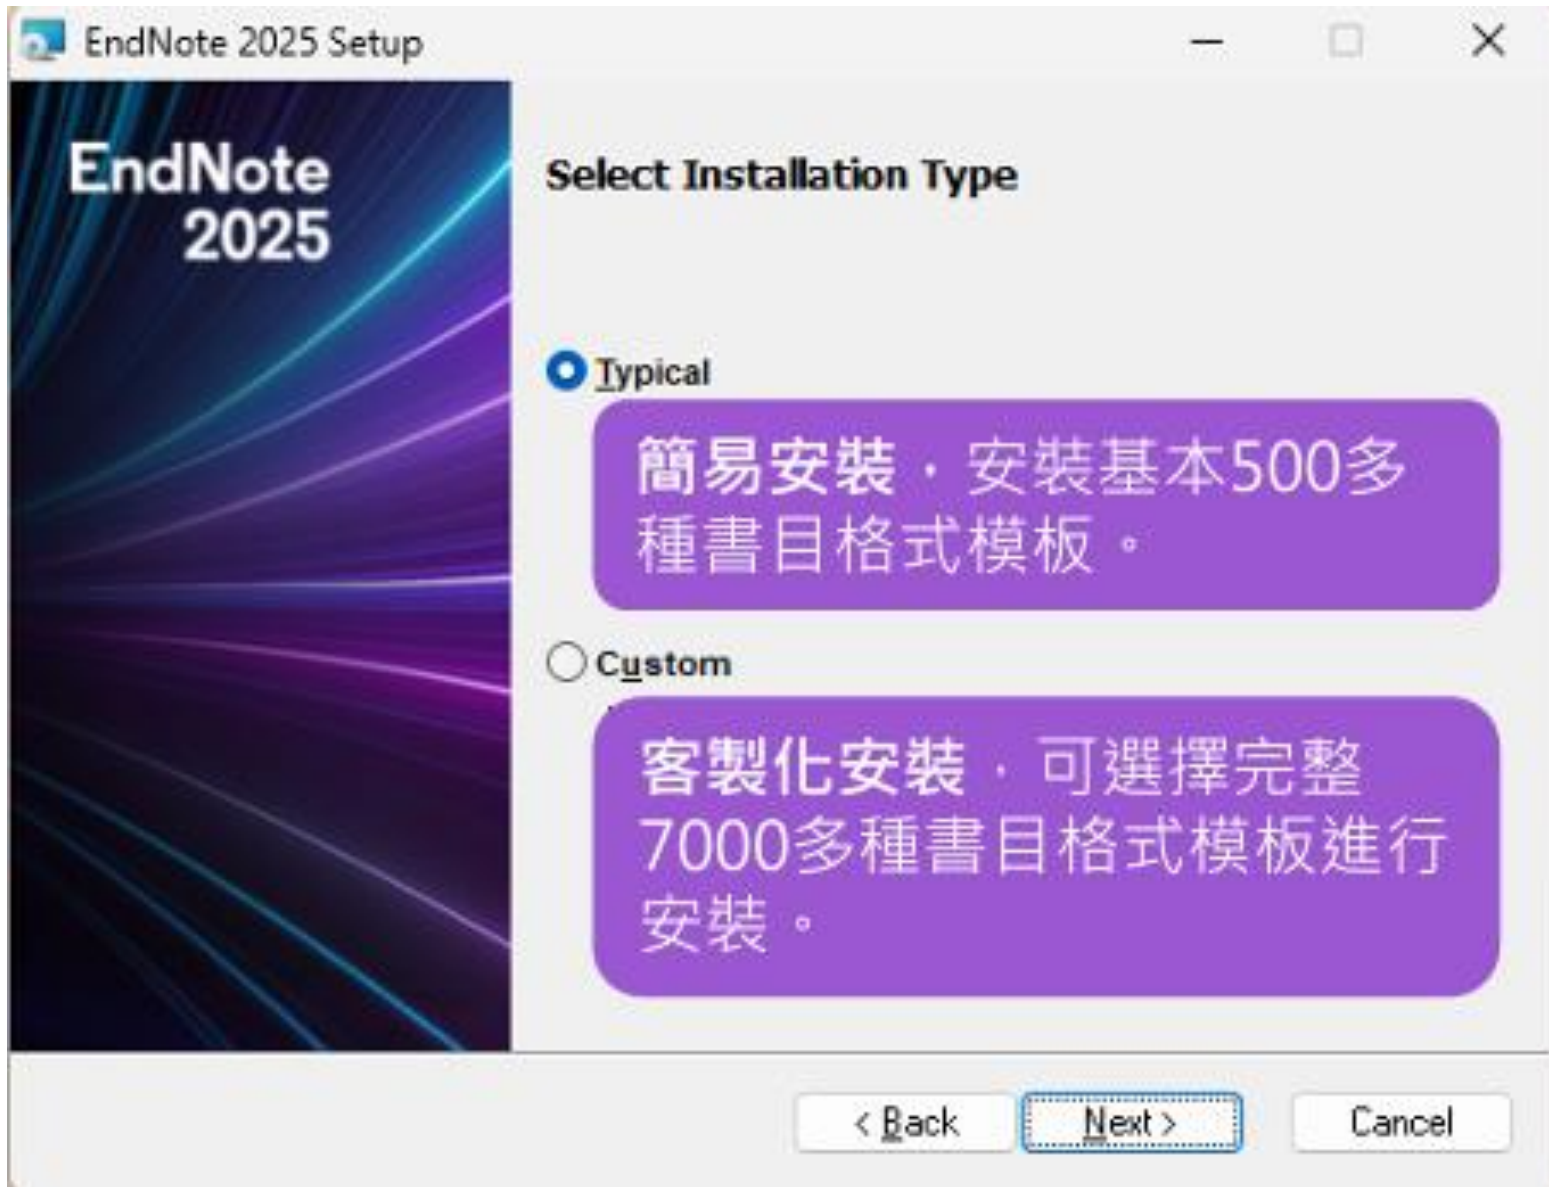 EndNote 2025 Setup
EndNote
2025
Select Installation Type
Typical
簡易安裝，安裝基本500多
種書目格式模板。
Custom
客製化安裝，可選擇完整
7000多種書目格式模板進行
安裝。
< Back
Next >
Cancel